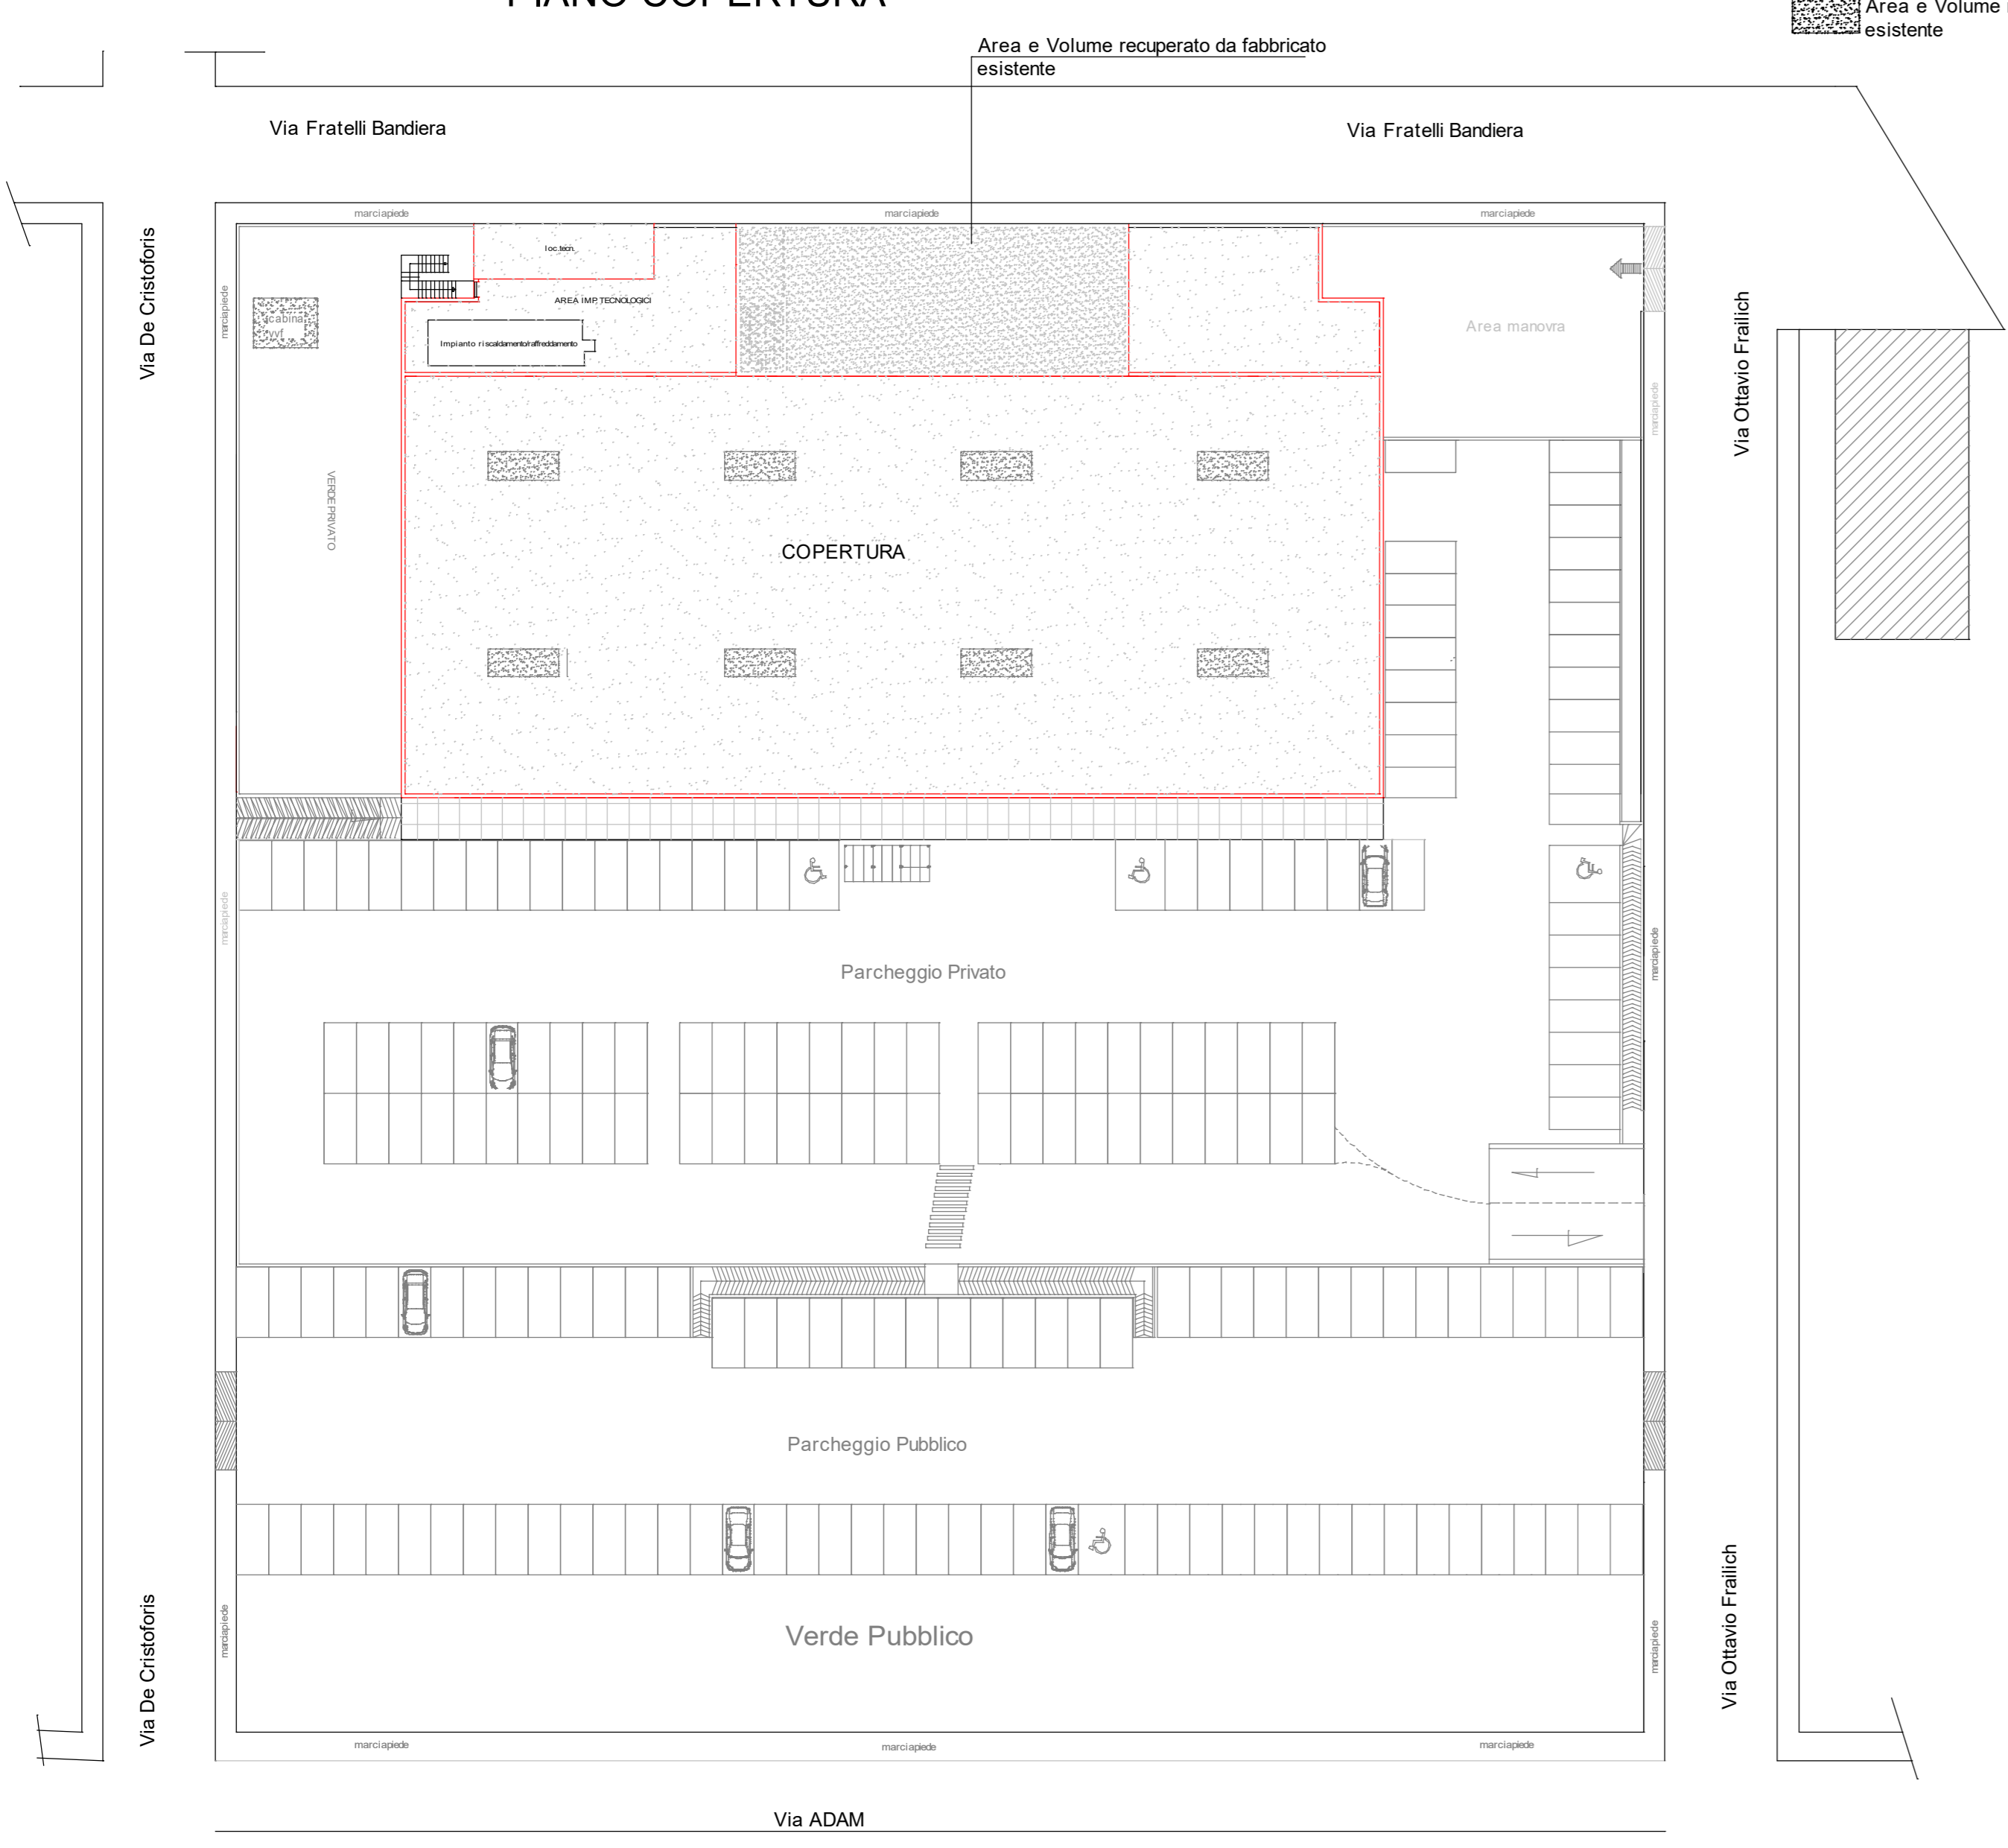 PIANO COPERTURA
Area e Volume
esistente
Area e Volume recuperato da fabbricato
esistente
Via Fratelli Bandiera
Via Fratelli Bandiera
marciapiede
marciapiede
marciapiede
Via De Cristoforis
marciapiede
loc.tecn.
AREA IMP. TECNOLOGICI
cabina
vvf
Impianto riscaldamento/raffreddamento
Area manovra
Via Ottavio Frailich
marciapiede
VERDE PRIVATO
COPERTURA
marciapiede
marciapiede
Parcheggio Privato
Parcheggio Pubblico
Verde Pubblico
Via De Cristoforis
marciapiede
marciapiede
Via Ottavio Frailich
marciapiede
marciapiede
marciapiede
Via ADAM